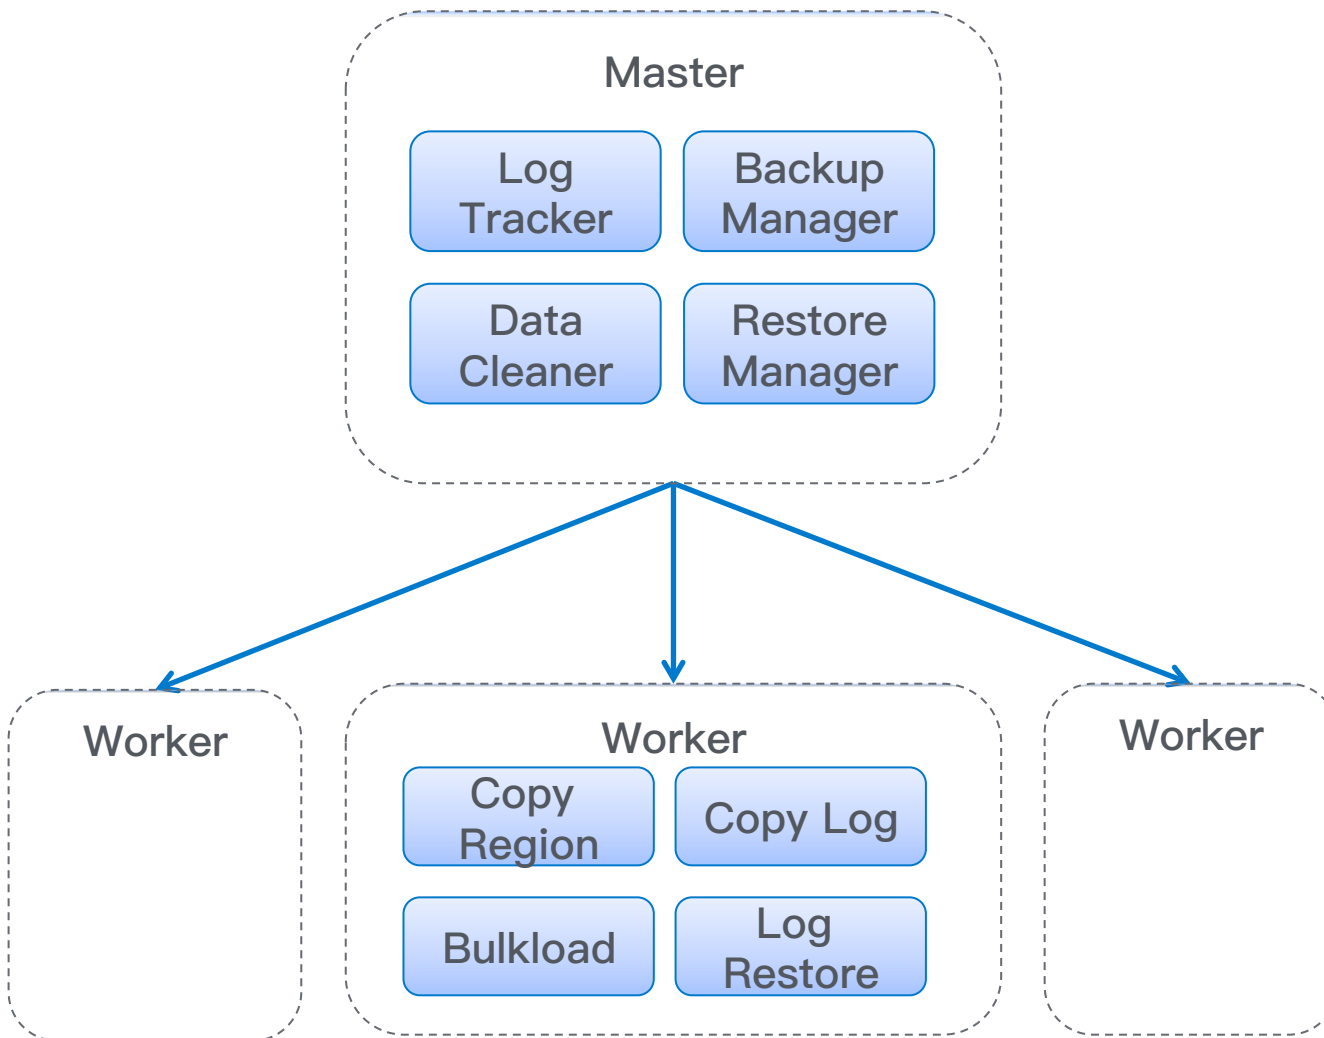 Master
Log
Tracker
Backup
Manager
Data
Cleaner
Restore
Manager
Worker
Worker
Copy
Region
Copy Log
Bulkload
Log
Restore
Worker